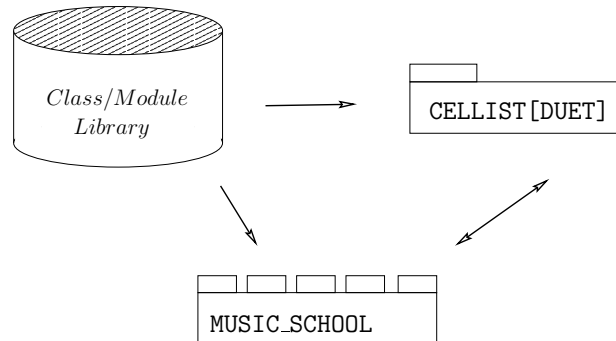 Class/Module
Library
CELLIST[DUET]
MUSIC_SCHOOL